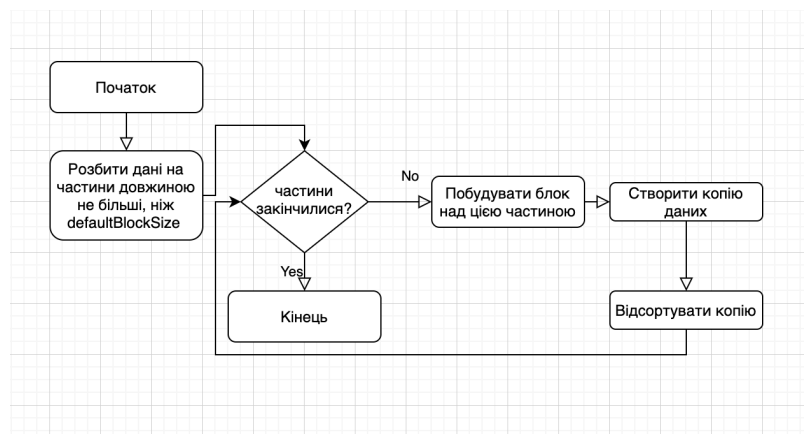 Початок
Розбити дані на
частини довжиною
не більші, ніж
defaultBlockSize
частини
закінчилися?
No
Побудувати блок
над цією частиною
Створити копію
даних
Yes
Кінець
Відсортувати копію